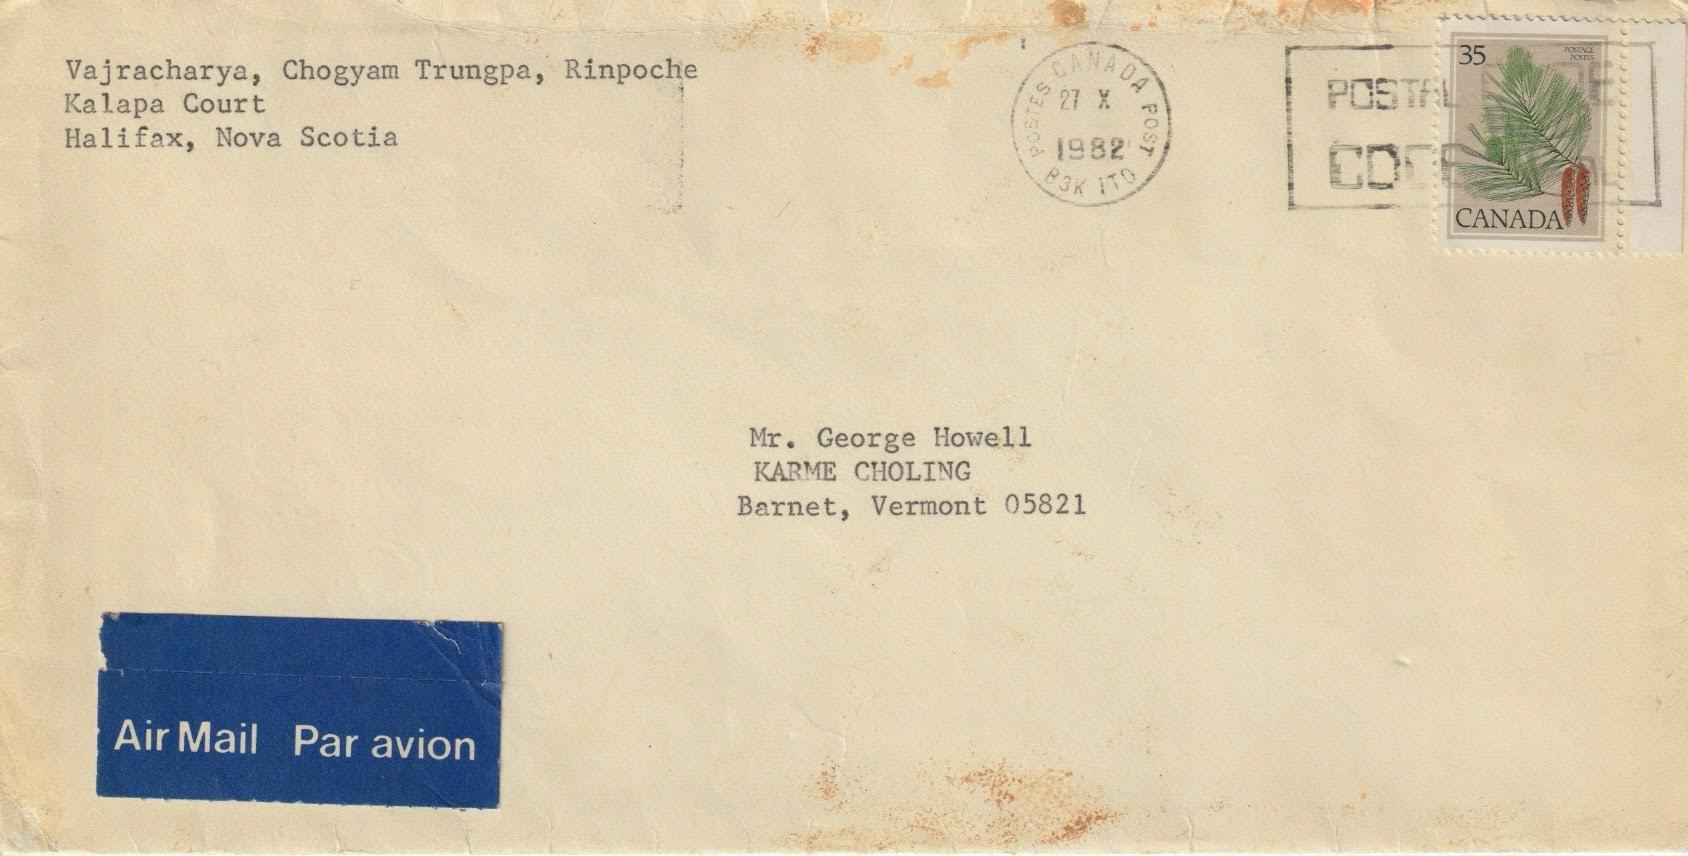 Vajracharya, Chogyam Trungpa, Rinpoche
Kalapa Court
Halifax, Nova Scotia
POSTES CANADA POST
27 X
1982
B3K 1T0
POSTAL
CODE
35
POSTAGE
POSTES
CANADA
Mr. George Howell
KARME CHOLING
Barnet, Vermont 05821
Air Mail Par avion